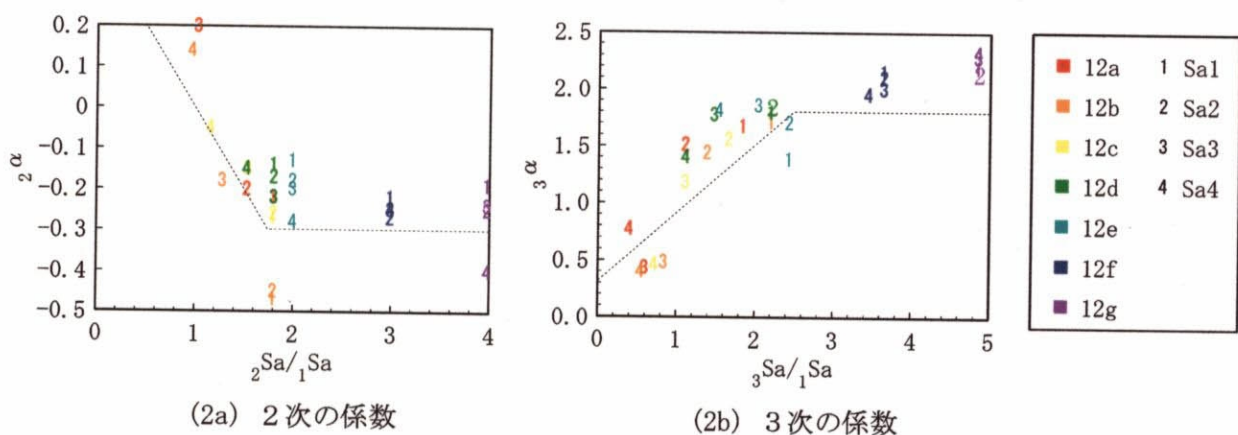 0.2
0.1
0
-0.1
-0.2
-0.3
-0.4
-0.5
₂α
0 1 2 3 4
₂Sa/₁Sa
(2a) 2次の係数
2.5
2.0
1.5
1.0
0.5
0.0
₃α
0 1 2 3 4 5
₃Sa/₁Sa
(2b) 3次の係数
12a 1 Sa1
12b 2 Sa2
12c 3 Sa3
12d 4 Sa4
12e
12f
12g